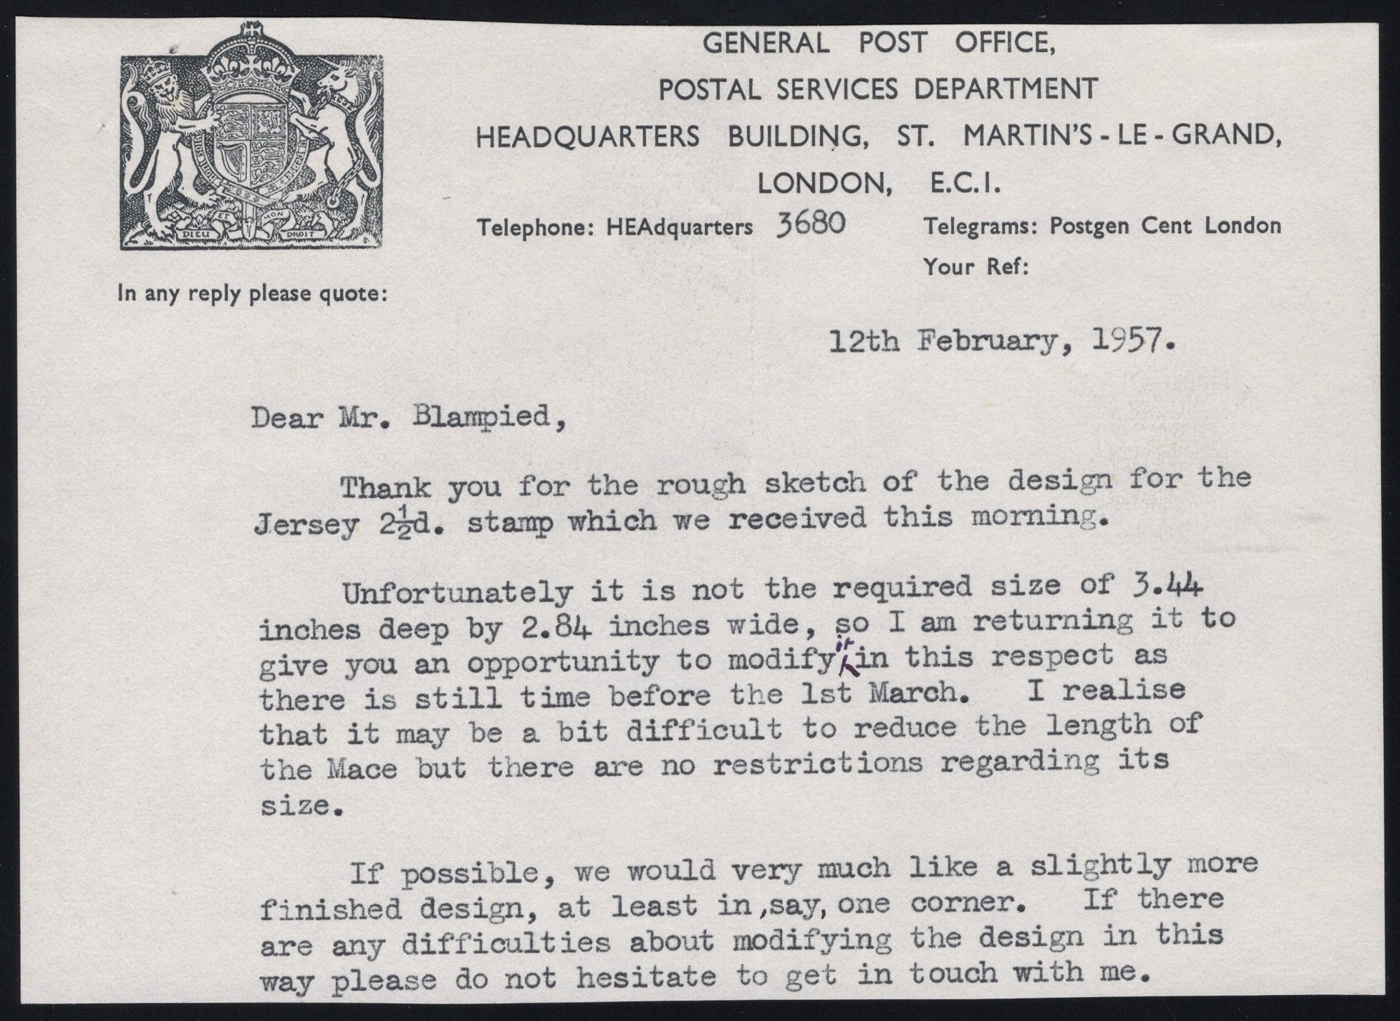 GENERAL POST OFFICE,
POSTAL SERVICES DEPARTMENT
HEADQUARTERS BUILDING, ST. MARTIN'S-LE-GRAND,
LONDON, E.C.1.
Telephone: HEAdquarters 3680 Telegrams: Postgen Cent London
Your Ref:
DIEU ET MON DROIT
In any reply please quote:
12th February, 1957.
Dear Mr. Blampied,
Thank you for the rough sketch of the design for the
Jersey 2½d. stamp which we received this morning.
Unfortunately it is not the required size of 3.44
inches deep by 2.84 inches wide, so I am returning it to
give you an opportunity to modify it in this respect as
there is still time before the 1st March. I realise
that it may be a bit difficult to reduce the length of
the Mace but there are no restrictions regarding its
size.
If possible, we would very much like a slightly more
finished design, at least in,say, one corner. If there
are any difficulties about modifying the design in this
way please do not hesitate to get in touch with me.